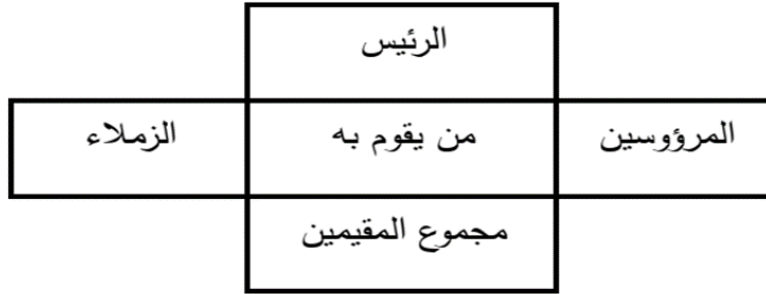 الرئيس
المرؤوسين
من يقوم به
الزملاء
مجموع المقيمين